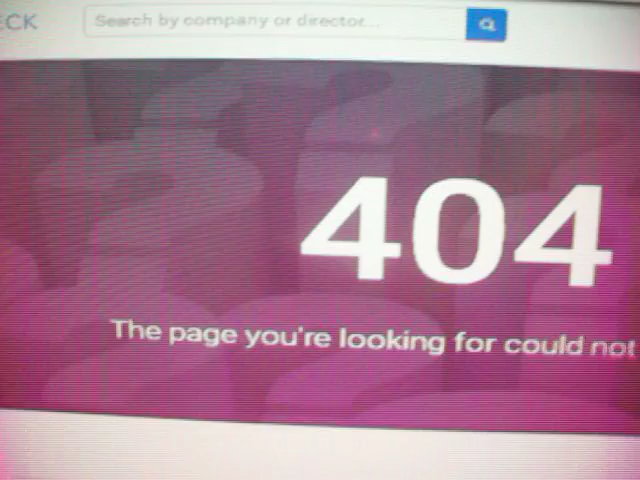 ECK
Search by company or director...
404
The page you're looking for could not